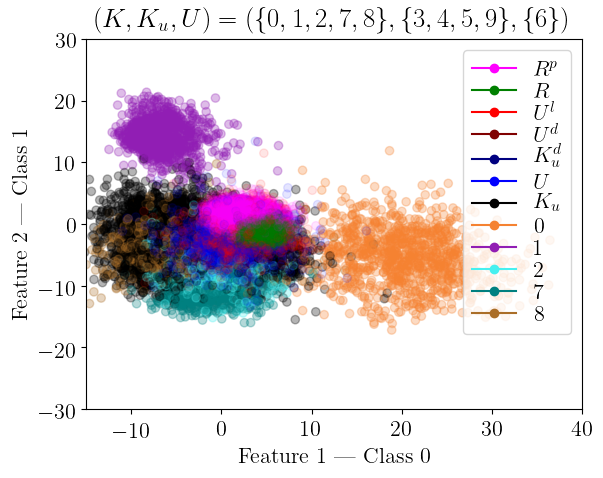 (K, K_u, U) = ({0, 1, 2, 7, 8}, {3, 4, 5, 9}, {6})
30
20
10
0
−10
−20
−30
Feature 2 — Class 1
R^p
R
U^l
U^d
K_u^d
U
K_u
0
1
2
7
8
−10
0
10
20
30
40
Feature 1 — Class 0